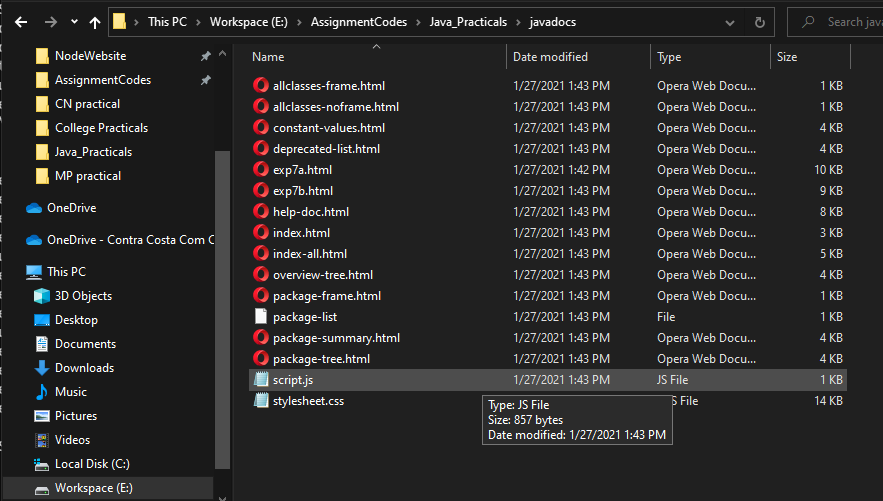 This PC > Workspace (E:) > AssignmentCodes > Java_Practicals > javadocs
Search java
Name Date modified Type Size
NodeWebsite
AssignmentCodes
CN practical
College Practicals
Java_Practicals
MP practical
OneDrive
OneDrive - Contra Costa Com C
This PC
3D Objects
Desktop
Documents
Downloads
Music
Pictures
Videos
Local Disk (C:)
Workspace (E:)
allclasses-frame.html 1/27/2021 1:43 PM Opera Web Docu... 1 KB
allclasses-noframe.html 1/27/2021 1:43 PM Opera Web Docu... 1 KB
constant-values.html 1/27/2021 1:43 PM Opera Web Docu... 4 KB
deprecated-list.html 1/27/2021 1:43 PM Opera Web Docu... 4 KB
exp7a.html 1/27/2021 1:42 PM Opera Web Docu... 10 KB
exp7b.html 1/27/2021 1:43 PM Opera Web Docu... 9 KB
help-doc.html 1/27/2021 1:43 PM Opera Web Docu... 8 KB
index.html 1/27/2021 1:43 PM Opera Web Docu... 3 KB
index-all.html 1/27/2021 1:43 PM Opera Web Docu... 5 KB
overview-tree.html 1/27/2021 1:43 PM Opera Web Docu... 4 KB
package-frame.html 1/27/2021 1:43 PM Opera Web Docu... 1 KB
package-list 1/27/2021 1:43 PM File 1 KB
package-summary.html 1/27/2021 1:43 PM Opera Web Docu... 4 KB
package-tree.html 1/27/2021 1:43 PM Opera Web Docu... 4 KB
script.js 1/27/2021 1:43 PM JS File 1 KB
stylesheet.css S File 14 KB
Type: JS File
Size: 857 bytes
Date modified: 1/27/2021 1:43 PM